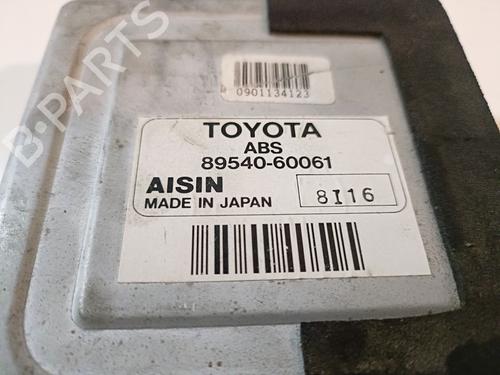 B-PARTS
0901134123
TOYOTA
ABS
89540-60061
AISIN
MADE IN JAPAN
8I16